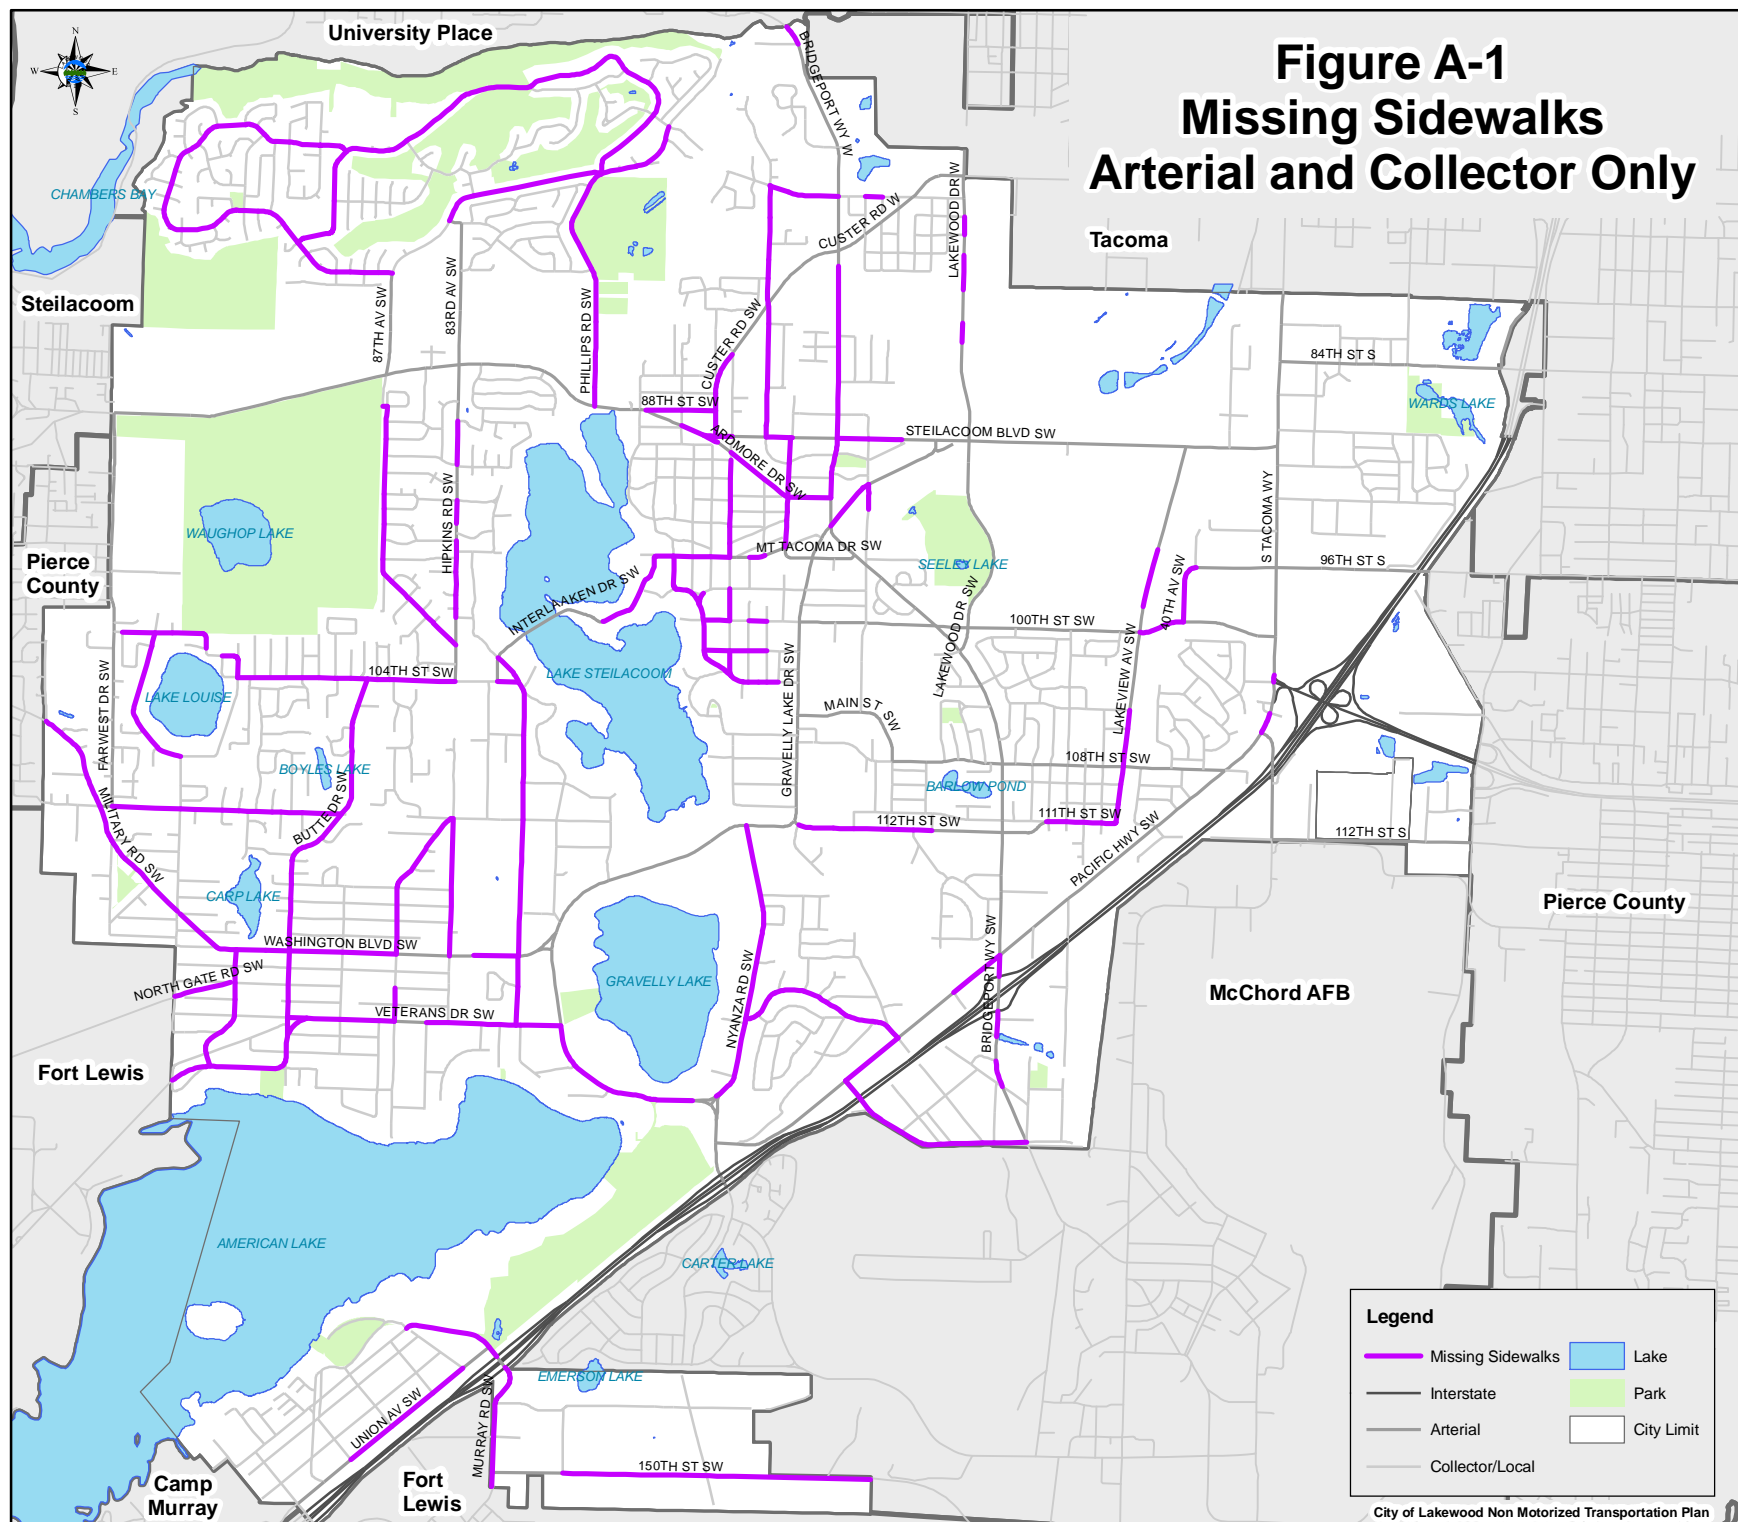 University Place
Figure A-1
Missing Sidewalks
Arterial and Collector Only
N
W
E
S
BRIDGEPORT WY W
CHAMBERS BAY
CUSTER RD W
LAKEWOOD DR W
Tacoma
Steilacoom
87TH AV SW
83RD AV SW
PHILLIPS RD SW
CUSTER RD SW
84TH ST S
88TH ST SW
WARDS LAKE
ARDMORE DR SW
STEILACOOM BLVD SW
HIPKINS RD SW
S TACOMA WY
WAUGHOP LAKE
MT TACOMA DR SW
Pierce
County
SEELEY LAKE
40TH AV SW
96TH ST S
INTERLAAKEN DR SW
LAKEWOOD DR SW
100TH ST SW
FARWEST DR SW
104TH ST SW
LAKE STEILACOOM
GRAVELLY LAKE DR SW
LAKEVIEW AV SW
LAKE LOUISE
MAIN ST SW
BOYLES LAKE
108TH ST SW
BARLOW POND
MILITARY RD SW
BUTTE DR SW
112TH ST SW
111TH ST SW
PACIFIC HWY SW
112TH ST S
CARP LAKE
Pierce County
WASHINGTON BLVD SW
BRIDGEPORT WY SW
NORTH GATE RD SW
GRAVELLY LAKE
NYANZA RD SW
McChord AFB
VETERANS DR SW
Fort Lewis
AMERICAN LAKE
CARTER LAKE
EMERSON LAKE
UNION AV SW
MURRAY RD SW
150TH ST SW
Camp
Murray
Fort
Lewis
Legend
Missing Sidewalks
Lake
Interstate
Park
Arterial
City Limit
Collector/Local
City of Lakewood Non Motorized Transportation Plan